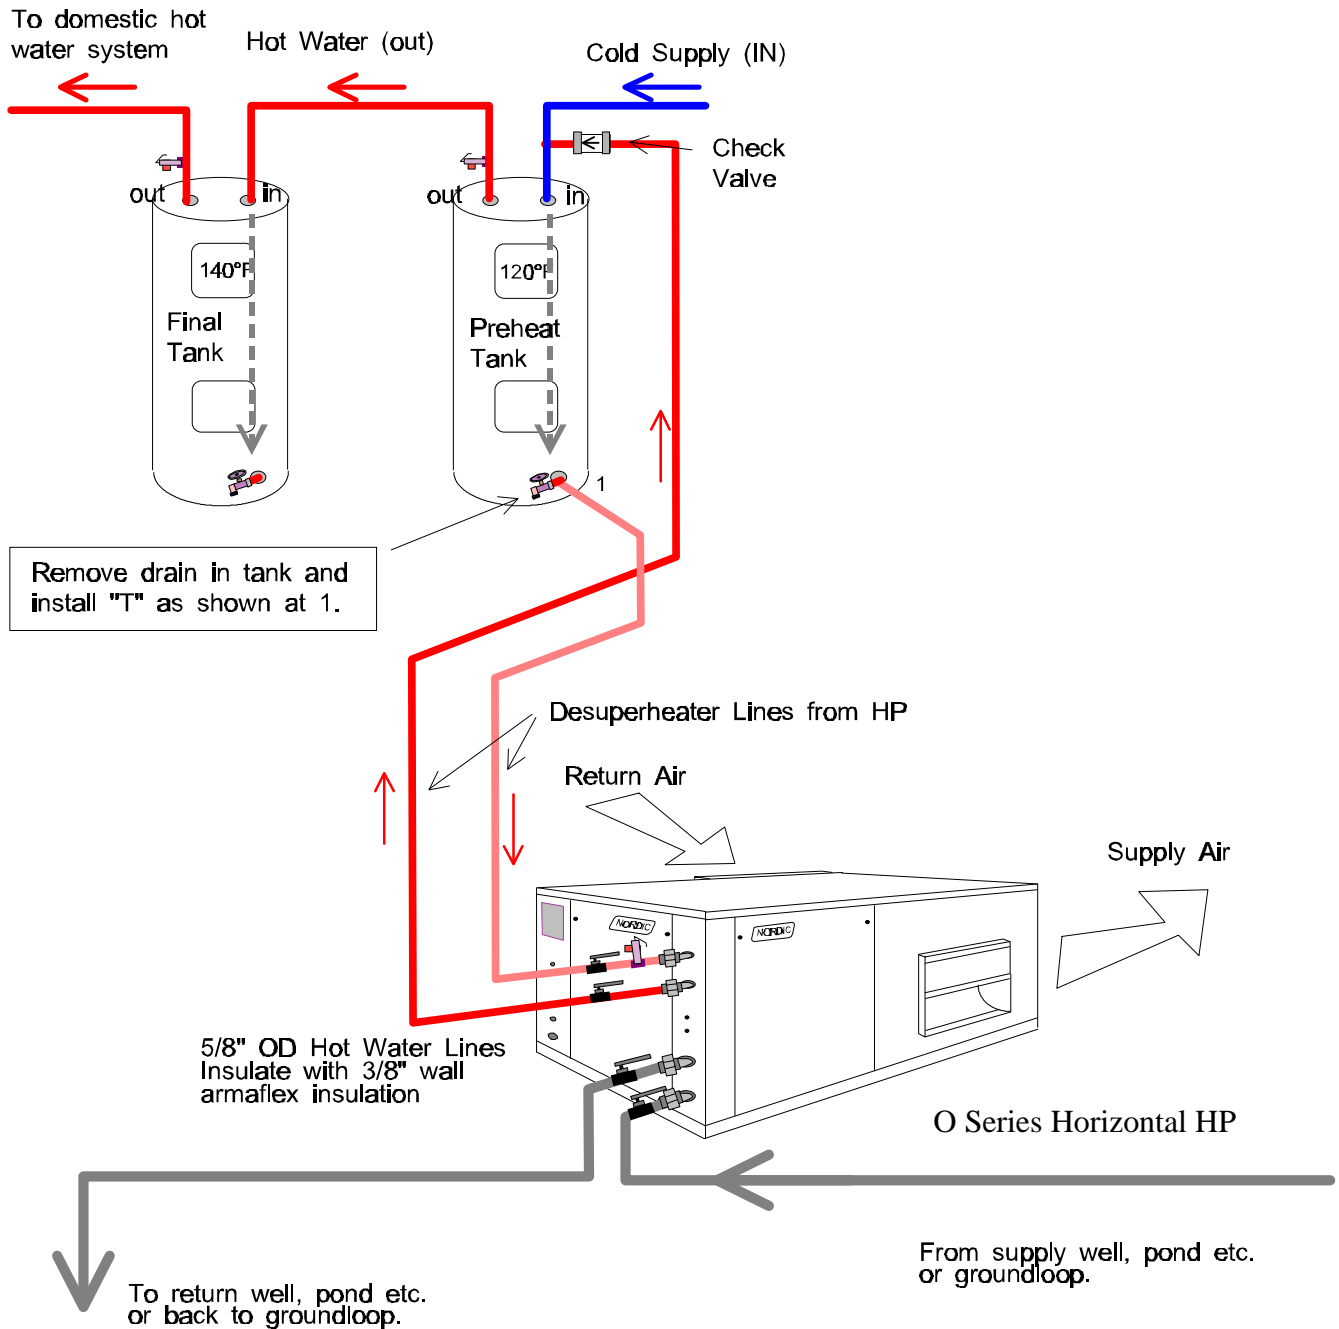 To domestic hot
water system
Hot Water (out)
Cold Supply (IN)
Check
Valve
out
in
out
in
140°F
120°F
Final
Tank
Preheat
Tank
1
Remove drain in tank and
install "T" as shown at 1.
Desuperheater Lines from HP
Return Air
Supply Air
NORDIC
NORDIC
5/8" OD Hot Water Lines
Insulate with 3/8" wall
armaflex insulation
O Series Horizontal HP
From supply well, pond etc.
or groundloop.
To return well, pond etc.
or back to groundloop.